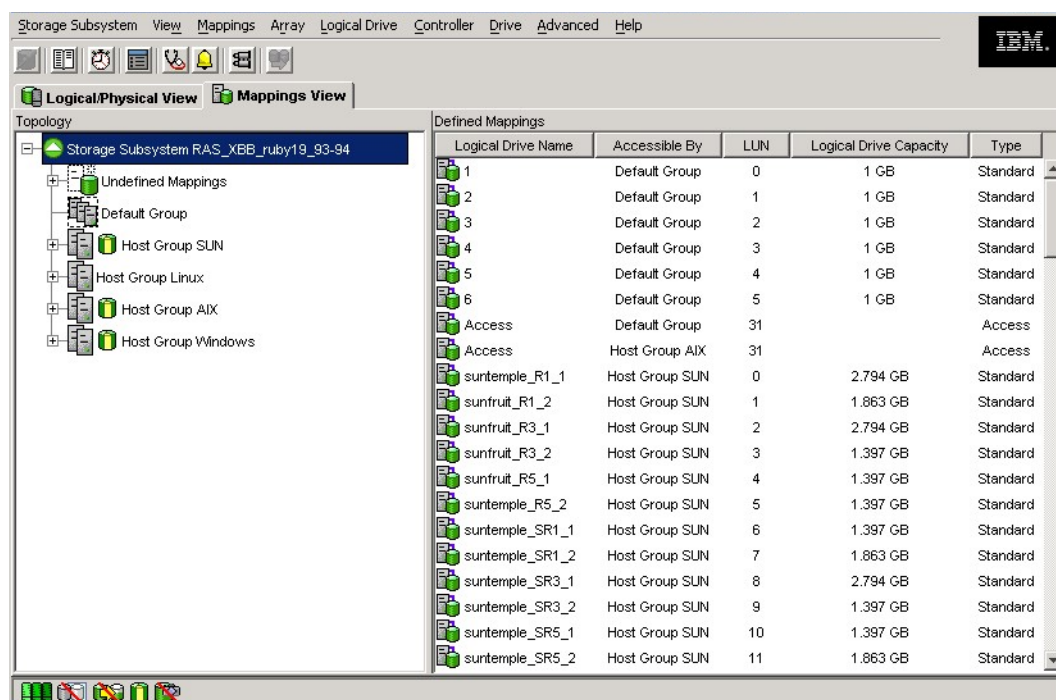 Storage Subsystem View Mappings Array Logical Drive Controller Drive Advanced Help
IBM.
Logical/Physical View Mappings View
Topology
Storage Subsystem RAS_XBB_ruby19_93-94
Undefined Mappings
Default Group
Host Group SUN
Host Group Linux
Host Group AIX
Host Group Windows
Defined Mappings
Logical Drive Name Accessible By LUN Logical Drive Capacity Type
1 Default Group 0 1 GB Standard
2 Default Group 1 1 GB Standard
3 Default Group 2 1 GB Standard
4 Default Group 3 1 GB Standard
5 Default Group 4 1 GB Standard
6 Default Group 5 1 GB Standard
Access Default Group 31 Access
Access Host Group AIX 31 Access
suntemple_R1_1 Host Group SUN 0 2.794 GB Standard
sunfruit_R1_2 Host Group SUN 1 1.863 GB Standard
sunfruit_R3_1 Host Group SUN 2 2.794 GB Standard
sunfruit_R3_2 Host Group SUN 3 1.397 GB Standard
sunfruit_R5_1 Host Group SUN 4 1.397 GB Standard
suntemple_R5_2 Host Group SUN 5 1.397 GB Standard
suntemple_SR1_1 Host Group SUN 6 1.397 GB Standard
suntemple_SR1_2 Host Group SUN 7 1.863 GB Standard
suntemple_SR3_1 Host Group SUN 8 2.794 GB Standard
suntemple_SR3_2 Host Group SUN 9 1.397 GB Standard
suntemple_SR5_1 Host Group SUN 10 1.397 GB Standard
suntemple_SR5_2 Host Group SUN 11 1.863 GB Standard